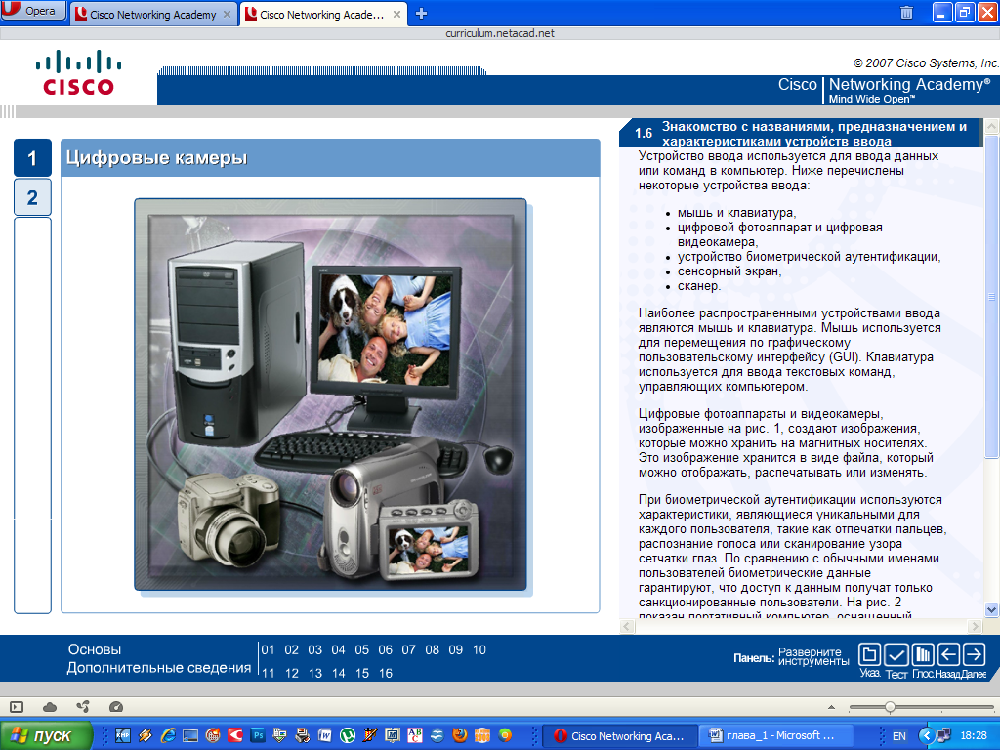 Opera
Cisco Networking Academy
Cisco Networking Acade...
curriculum.netacad.net
CISCO
© 2007 Cisco Systems, Inc.
Cisco
Networking Academy®
Mind Wide Open™
1
2
Цифровые камеры
1.6 Знакомство с названиями, предназначением и
характеристиками устройств ввода
Устройство ввода используется для ввода данных
или команд в компьютер. Ниже перечислены
некоторые устройства ввода:
• мышь и клавиатура,
• цифровой фотоаппарат и цифровая
видеокамера,
• устройство биометрической аутентификации,
• сенсорный экран,
• сканер.
Наиболее распространенными устройствами ввода
являются мышь и клавиатура. Мышь используется
для перемещения по графическому
пользовательскому интерфейсу (GUI). Клавиатура
используется для ввода текстовых команд,
управляющих компьютером.
Цифровые фотоаппараты и видеокамеры,
изображенные на рис. 1, создают изображения,
которые можно хранить на магнитных носителях.
Это изображение хранится в виде файла, который
можно отображать, распечатывать или изменять.
При биометрической аутентификации используются
характеристики, являющиеся уникальными для
каждого пользователя, такие как отпечатки пальцев,
распознание голоса или сканирование узора
сетчатки глаз. По сравнению с обычными именами
пользователей биометрические данные
гарантируют, что доступ к данным получат только
санкционированные пользователи. На рис. 2
показан портативный компьютер, оснащенный
Основы
Дополнительные сведения
01 02 03 04 05 06 07 08 09 10
11 12 13 14 15 16
Панель:
Разверните
инструменты
Указ. Тест Глос. Назад Далее
пуск
Cisco Networking Aca...
глава_1 - Microsoft ...
EN
18:28